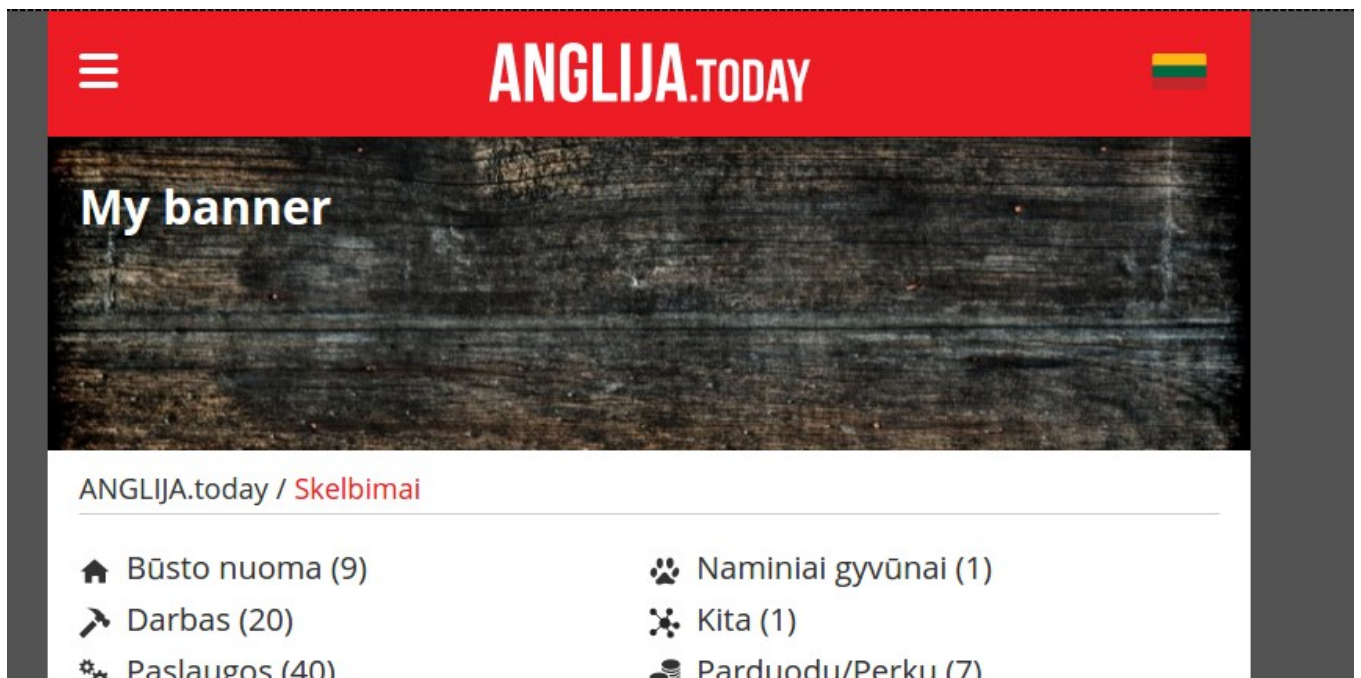 ANGLIJA.TODAY
My banner
ANGLIJA.today / Skelbimai
Būsto nuoma (9)
Naminiai gyvūnai (1)
Darbas (20)
Kita (1)
Paslaugos (40)
Parduodu/Perku (7)